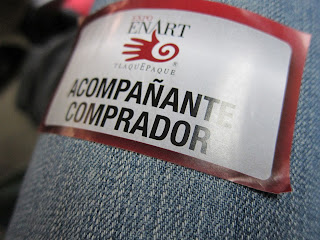 EXPO
ENART
TLAQUEPAQUE
®
ACOMPAÑANTE
COMPRADOR